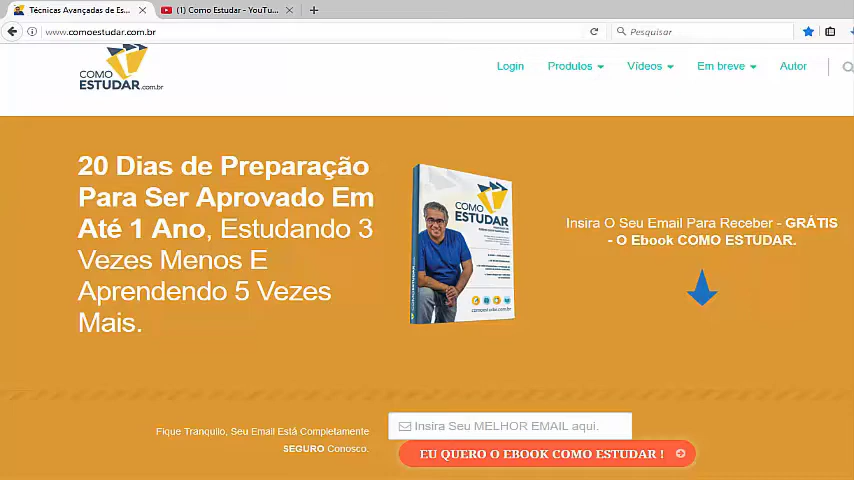 Técnicas Avançadas de Es...
(1) Como Estudar - YouTu...
www.comoestudar.com.br
Pesquisar
COMO
ESTUDAR.com.br
Login
Produtos
Vídeos
Em breve
Autor
20 Dias de Preparação
Para Ser Aprovado Em
Até 1 Ano, Estudando 3
Vezes Menos E
Aprendendo 5 Vezes
Mais.
COMO
ESTUDAR
comoestudar.com.br
Insira O Seu Email Para Receber - GRÁTIS
- O Ebook COMO ESTUDAR.
Fique Tranquilo, Seu Email Está Completamente
SEGURO Conosco.
Insira Seu MELHOR EMAIL aqui.
EU QUERO O EBOOK COMO ESTUDAR !